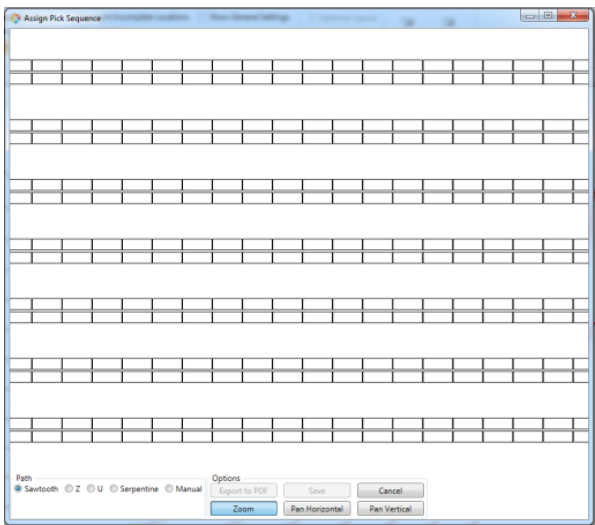 Assign Pick Sequence
Path
Sawtooth Z U Serpentine Manual
Options
Export to PDF Save Cancel
Zoom Pan Horizontal Pan Vertical